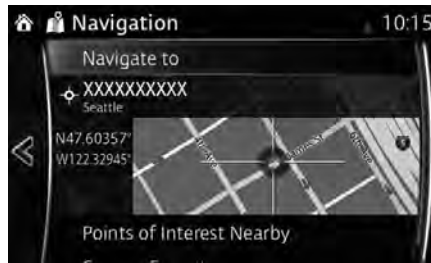 Navigation
10:15
Navigate to
XXXXXXXXXX
Seattle
N47.60357°
W122.32945°
Points of Interest Nearby